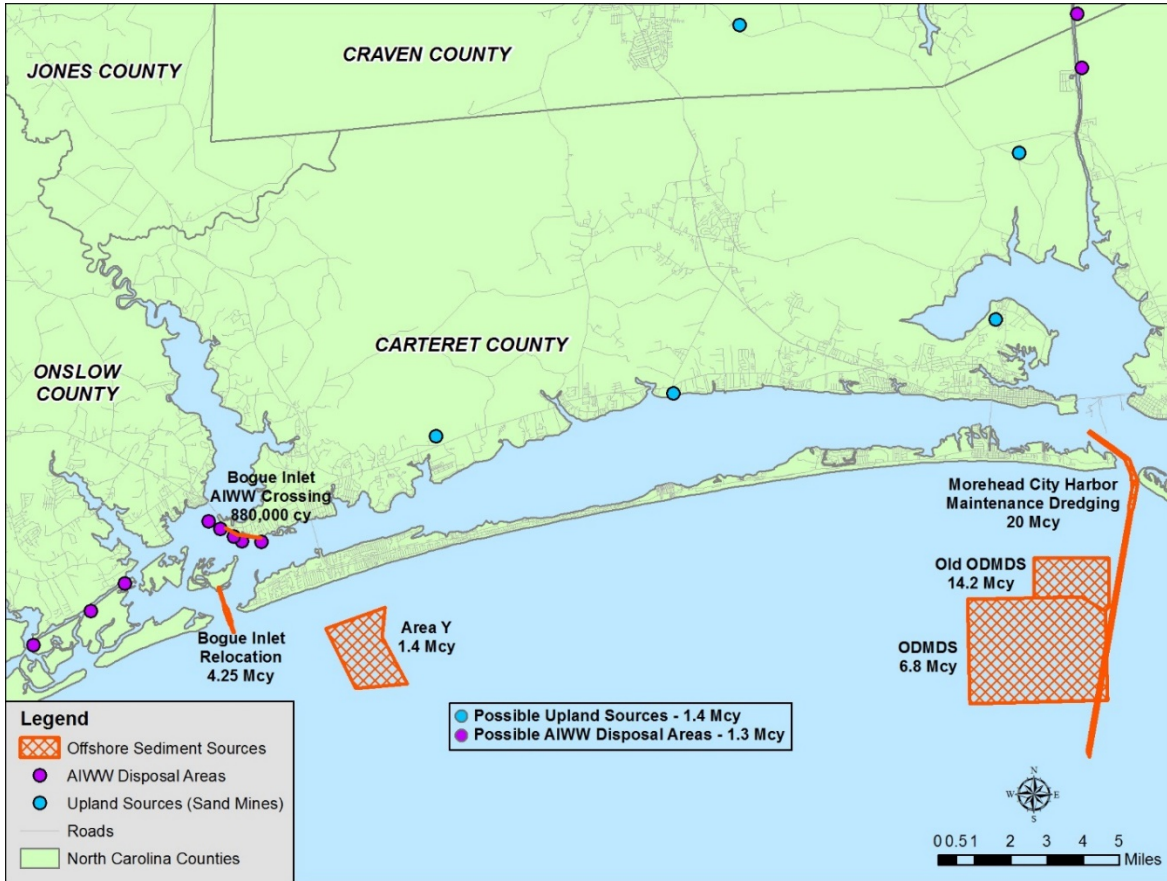 CRAVEN COUNTY
JONES COUNTY
CARTERET COUNTY
ONSLOW
COUNTY
Bogue Inlet
AIWW Crossing
880,000 cy
Morehead City Harbor
Maintenance Dredging
20 Mcy
Old ODMDS
14.2 Mcy
ODMDS
6.8 Mcy
Area Y
1.4 Mcy
Bogue Inlet
Relocation
4.25 Mcy
Possible Upland Sources - 1.4 Mcy
Possible AIWW Disposal Areas - 1.3 Mcy
Legend
Offshore Sediment Sources
AIWW Disposal Areas
Upland Sources (Sand Mines)
Roads
North Carolina Counties
N
W E
S
0 0.5 1 2 3 4 5
Miles